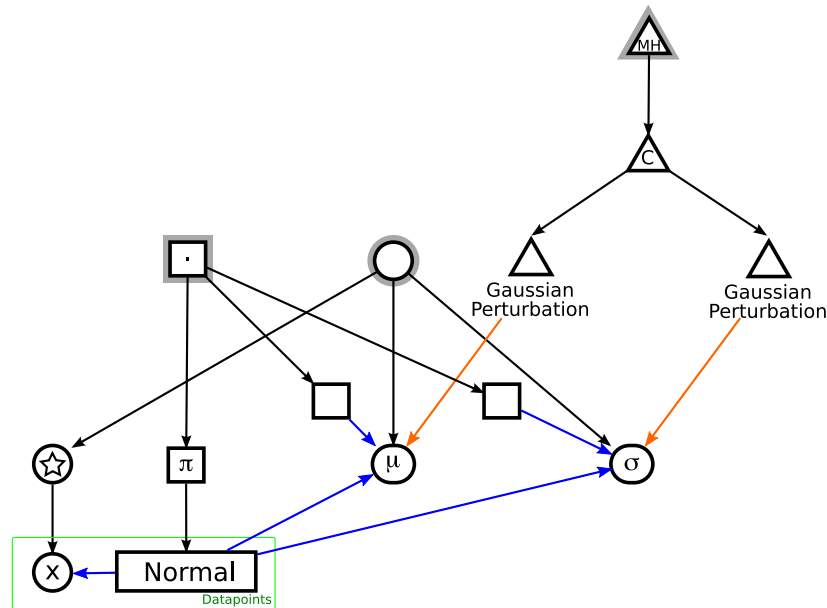 MH
C
·
Gaussian
Perturbation
Gaussian
Perturbation
π
μ
σ
x
Normal
Datapoints